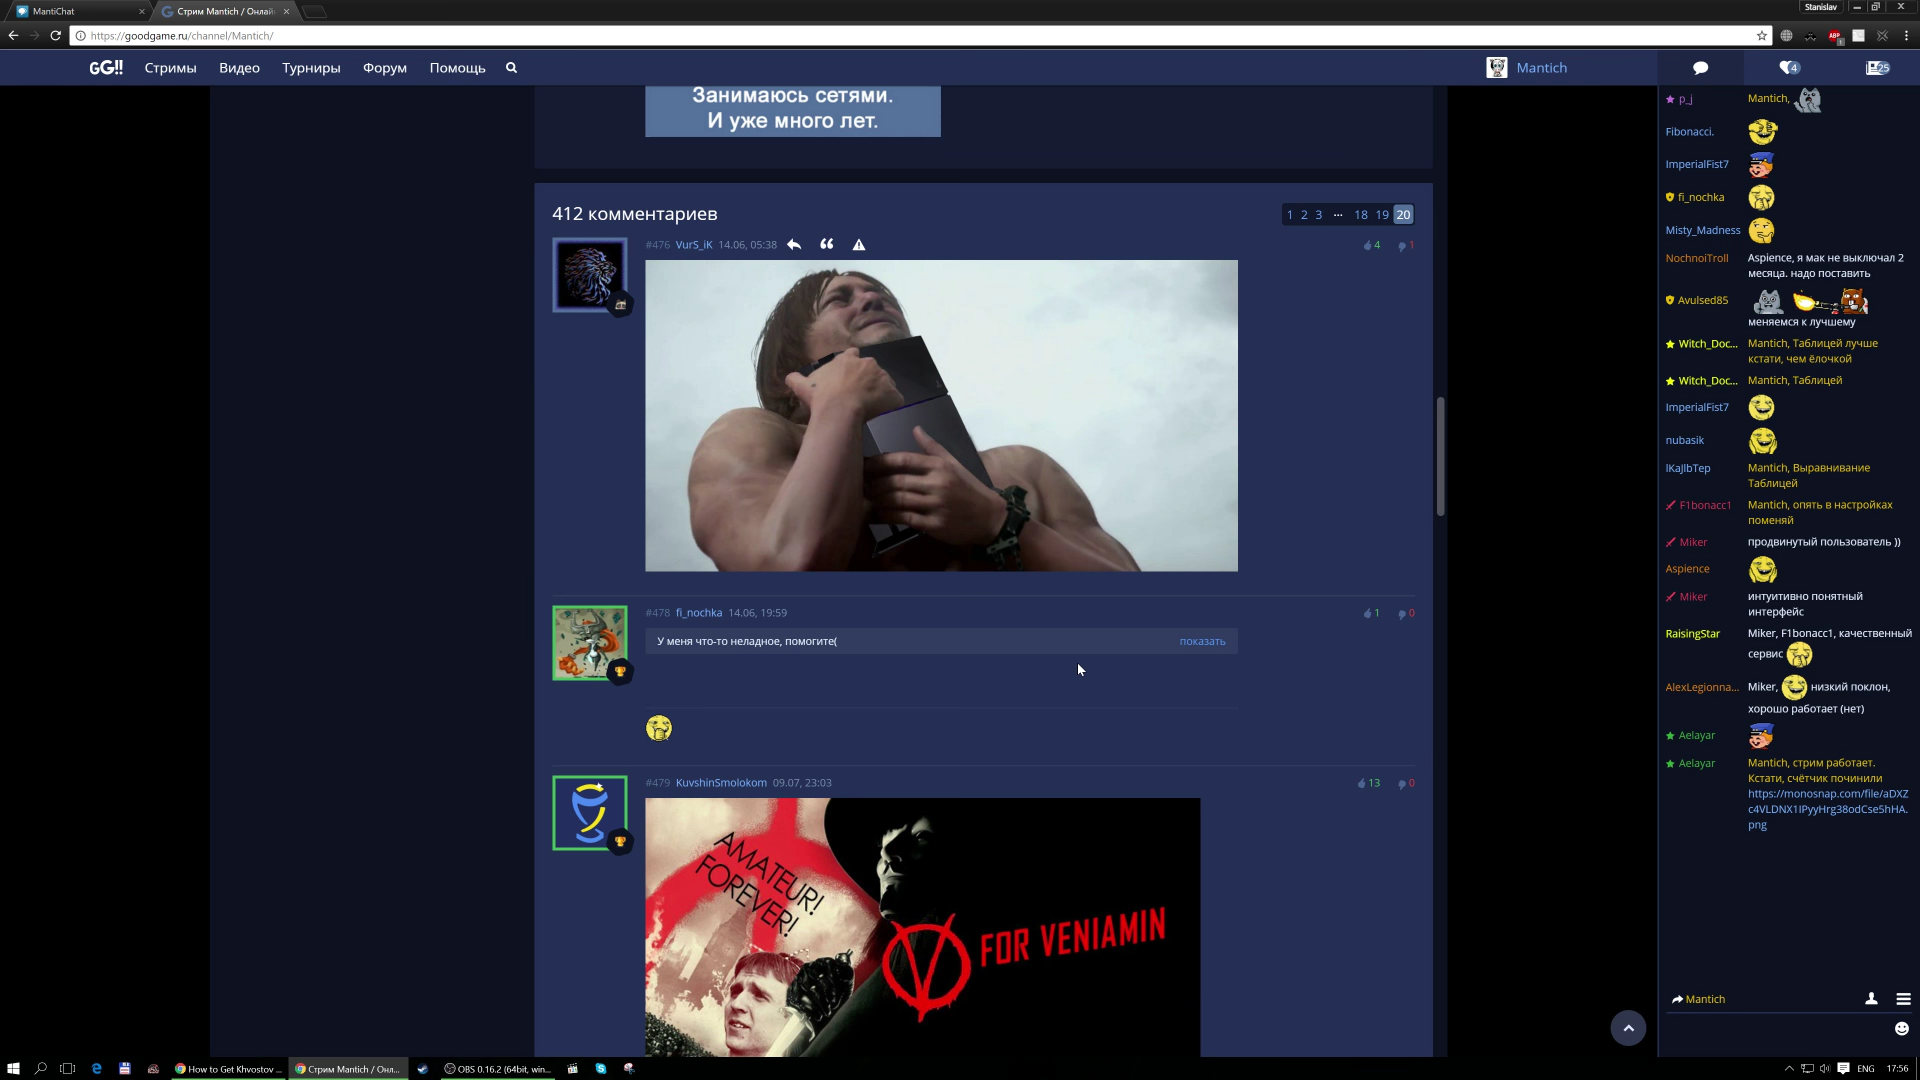 MantiChat
Стрим Mantich / Онлай
Stanislav
https://goodgame.ru/channel/Mantich/
GG!!
Стримы
Видео
Турниры
Форум
Помощь
Mantich
4
25
Занимаюсь сетями.
И уже много лет.
412 комментариев
1 2 3 ... 18 19 20
#476 VurS_iK 14.06, 05:38
4
1
#478 fi_nochka 14.06, 19:59
1
0
У меня что-то неладное, помогите(
показать
#479 KuvshinSmolokom 09.07, 23:03
13
0
AMATEUR!
FOREVER!
V FOR VENIAMIN
p_j
Mantich,
Fibonacci.
ImperialFist7
fi_nochka
Misty_Madness
NochnoiTroll
Aspience, я мак не выключал 2
месяца. надо поставить
Avulsed85
меняемся к лучшему
Witch_Doc...
Mantich, Таблицей лучше
кстати, чем ёлочкой
Witch_Doc...
Mantich, Таблицей
ImperialFist7
nubasik
Mantich, Выравнивание
Таблицей
F1bonacc1
Mantich, опять в настройках
поменяй
Miker
продвинутый пользователь ))
Aspience
Miker
интуитивно понятный
интерфейс
RaisingStar
Miker, F1bonacc1, качественный
сервис
AlexLegionna...
Miker, низкий поклон,
хорошо работает (нет)
Aelayar
Aelayar
Mantich, стрим работает.
Кстати, счётчик починили
https://monosnap.com/file/aDXZ
c4VLDNX1IPyyHrg38odCse5hHA.
png
Mantich
How to Get Khvostov ...
Стрим Mantich / Онл...
OBS 0.16.2 (64bit, win...
ENG
17:56